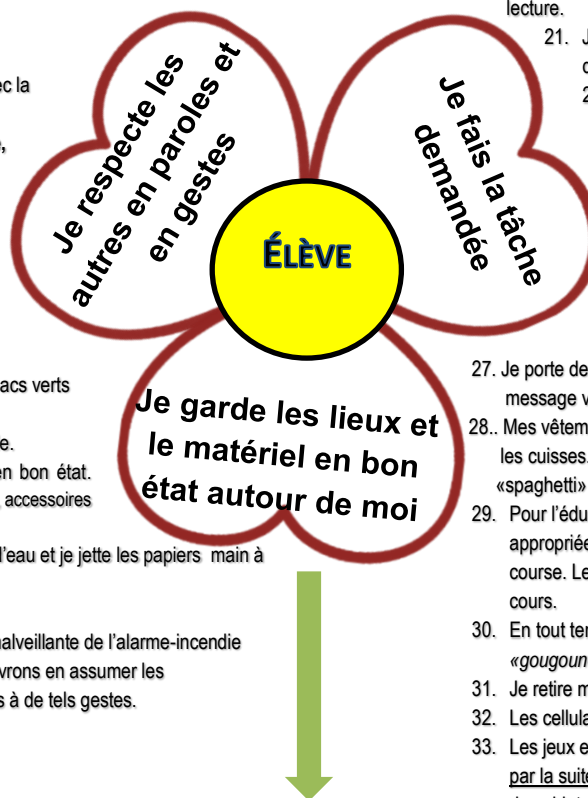 lecture.
21. J
c
2
ec la
e,
Je respecte les
autres en paroles et
en gestes
Je fais la tâche
demandée
ÉLÈVE
Je garde les lieux et
le matériel en bon
état autour de moi
acs verts
e.
en bon état.
accessoires
l’eau et je jette les papiers main à
alveillante de l’alarme-incendie
vrons en assumer les
s à de tels gestes.
27. Je porte de
message v
28.. Mes vêtem
les cuisses.
«spaghetti»
29. Pour l’édu
appropriée
course. Le
cours.
30. En tout ter
«gougoun
31. Je retire m
32. Les cellula
33. Les jeux e
par la suite